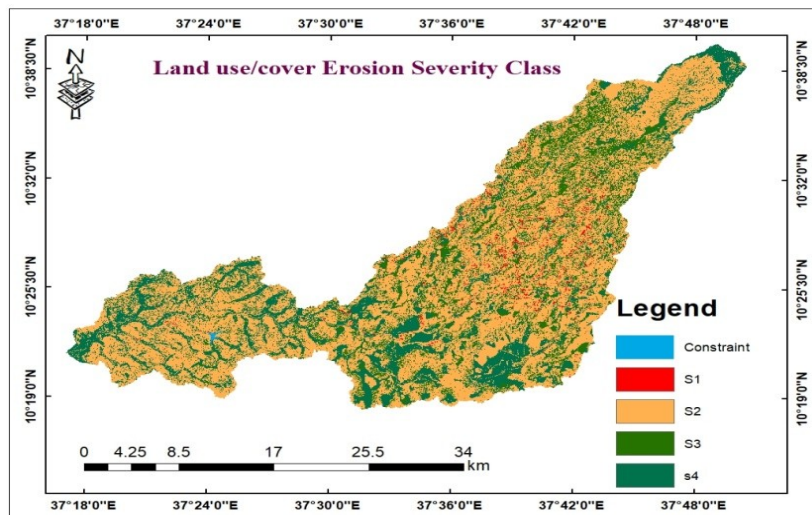 37°18'0"E 37°24'0"E 37°30'0"E 37°36'0"E 37°42'0"E 37°48'0"E
N
Land use/cover Erosion Severity Class
10°38'30"N 10°38'30"N
10°32'0"N 10°32'0"N
10°25'30"N 10°25'30"N
10°19'0"N 10°19'0"N
Legend
Constraint
S1
S2
S3
s4
0 4.25 8.5 17 25.5 34
km
37°18'0"E 37°24'0"E 37°30'0"E 37°36'0"E 37°42'0"E 37°48'0"E